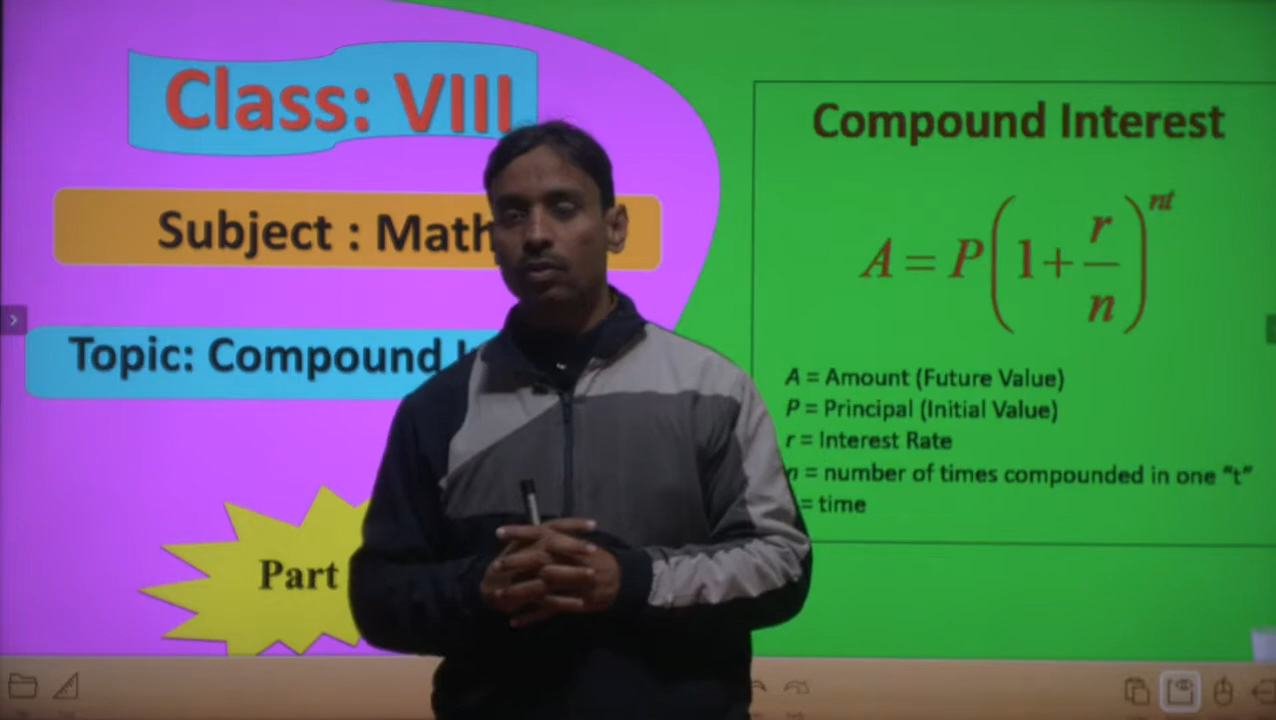 Class: VIII
Subject : Math
Topic: Compound
Part
Compound Interest
A = P(1+r/n)^nt
A = Amount (Future Value)
P = Principal (Initial Value)
r = Interest Rate
n = number of times compounded in one “t”
= time